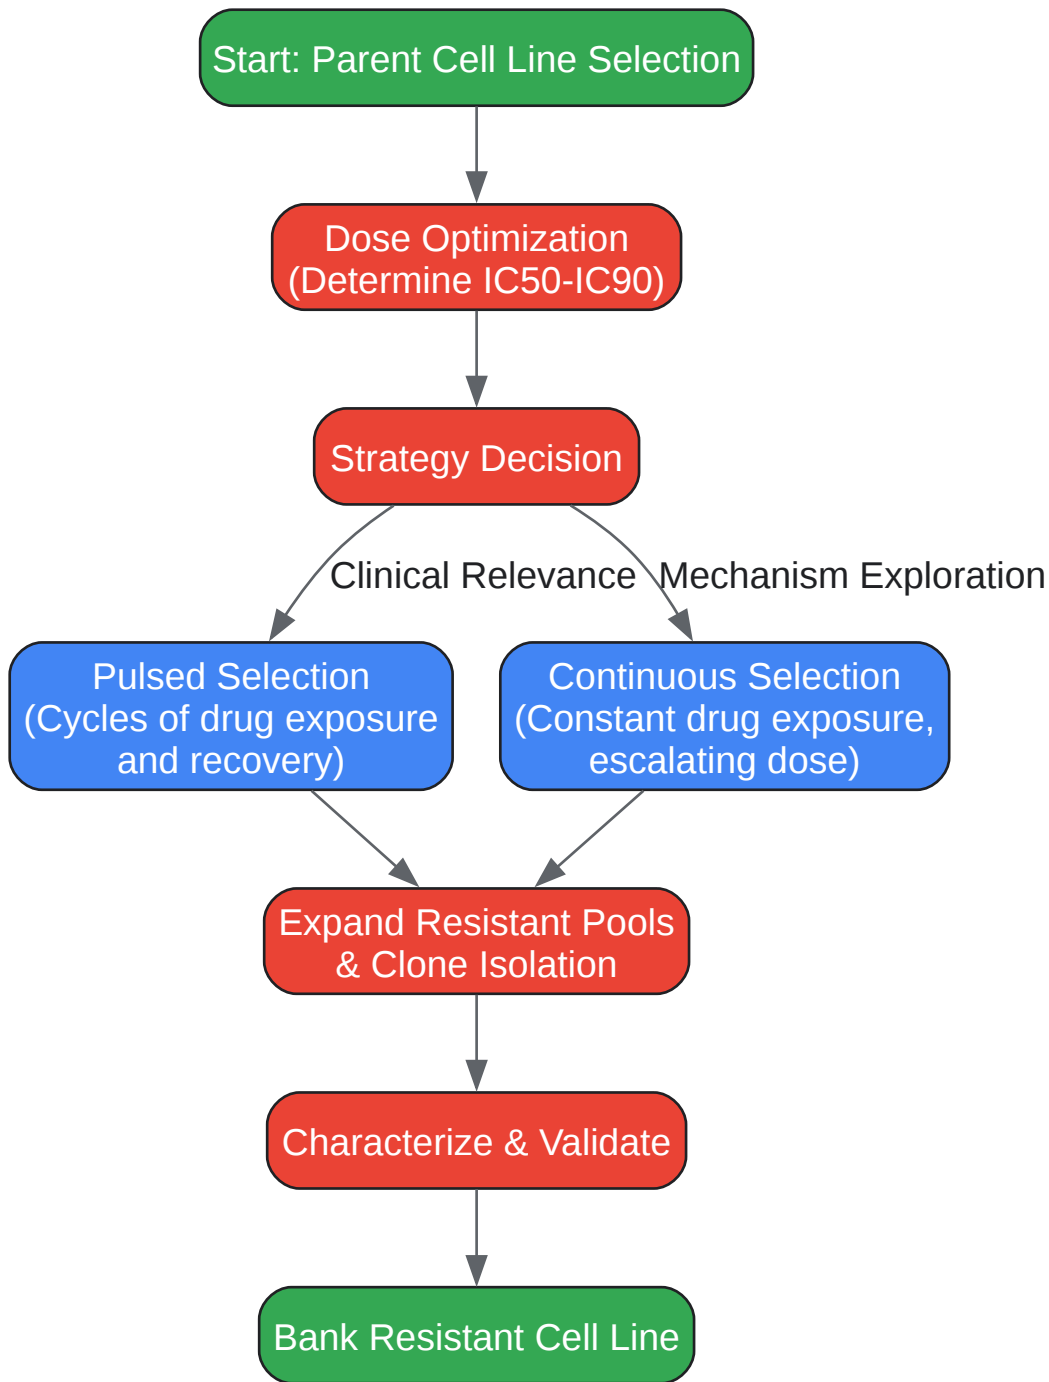 Start: Parent Cell Line Selection
Dose Optimization
(Determine IC50-IC90)
Strategy Decision
Clinical Relevance
Mechanism Exploration
Pulsed Selection
(Cycles of drug exposure
and recovery)
Continuous Selection
(Constant drug exposure,
escalating dose)
Expand Resistant Pools
& Clone Isolation
Characterize & Validate
Bank Resistant Cell Line